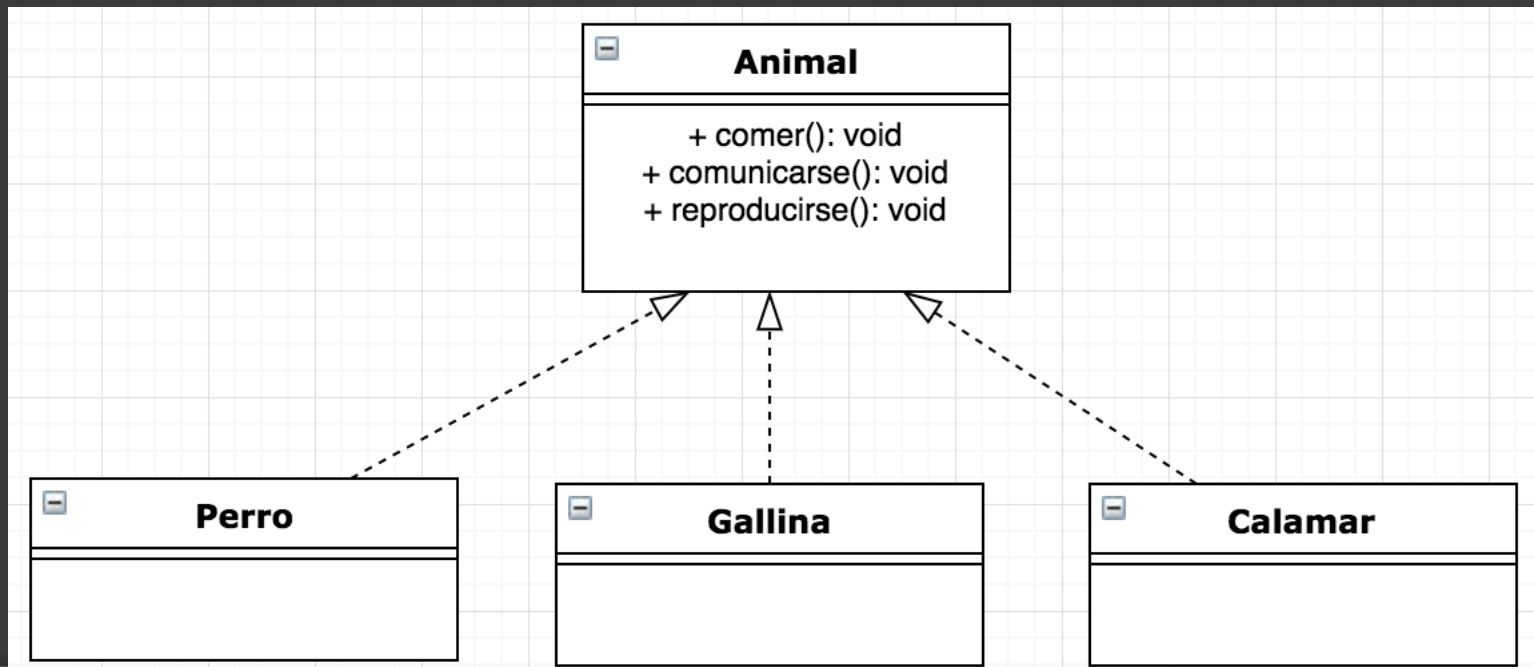 Animal
+ comer(): void
+ comunicarse(): void
+ reproducirse(): void
Perro
Gallina
Calamar